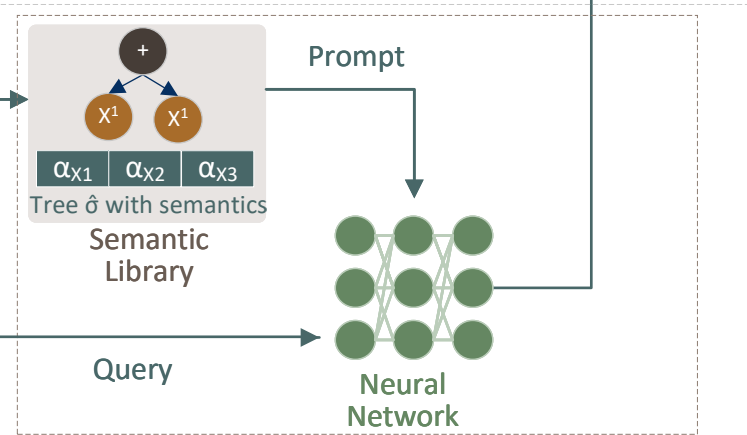 +
X¹ X¹
αX1 αX2 αX3
Tree σ̂ with semantics
Semantic
Library
Prompt
Query
Neural
Network